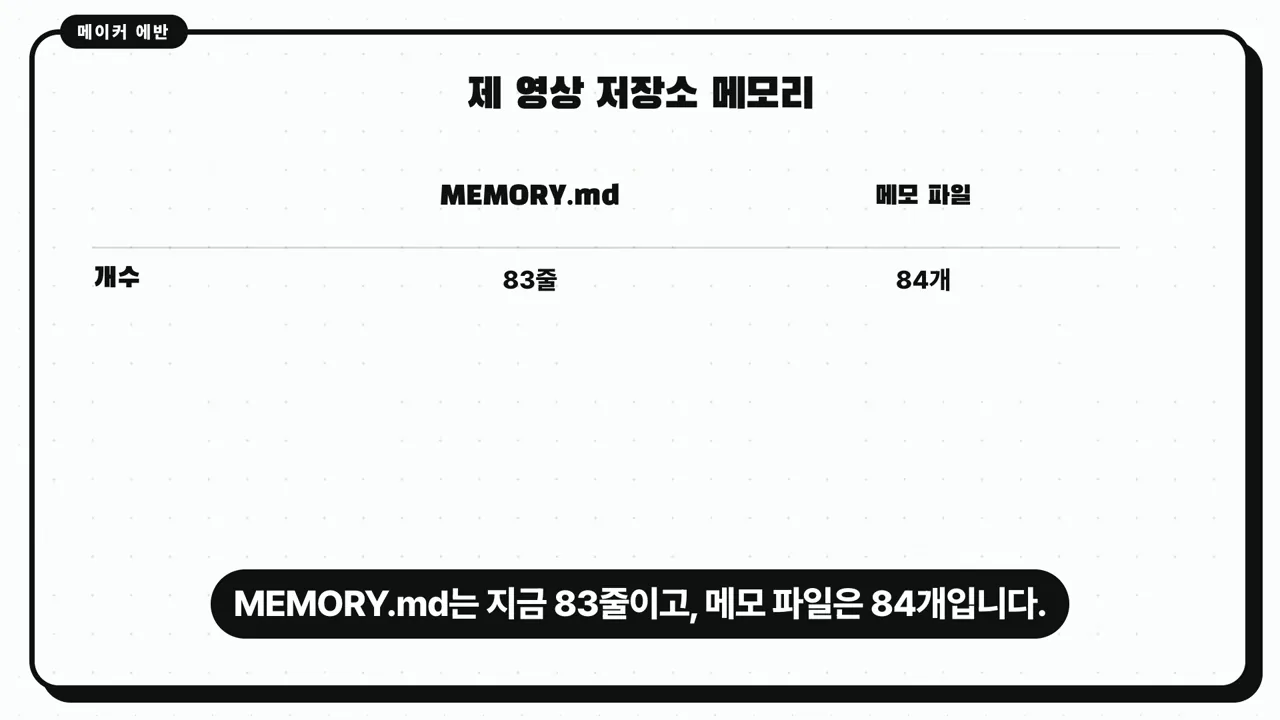 메이커 에반
제 영상 저장소 메모리
MEMORY.md 메모 파일
개수 83줄 84개
MEMORY.md는 지금 83줄이고, 메모 파일은 84개입니다.